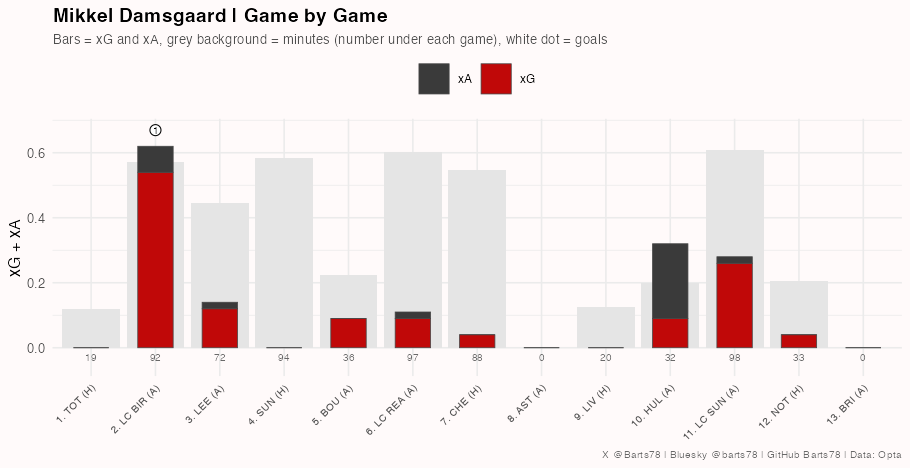 Mikkel Damsgaard | Game by Game
Bars = xG and xA, grey background = minutes (number under each game), white dot = goals
xA xG
xG + xA
0.6
0.4
0.2
0.0
1
19 92 72 94 36 97 88 0 20 32 98 33 0
1. TOT (H)
2. LC BIR (A)
3. LEE (A)
4. SUN (H)
5. BOU (A)
6. LC REA (A)
7. CHE (H)
8. AST (A)
9. LIV (H)
10. HUL (A)
11. LC SUN (A)
12. NOT (H)
13. BRI (A)
X @Barts78 | Bluesky @barts78 | GitHub Barts78 | Data: Opta